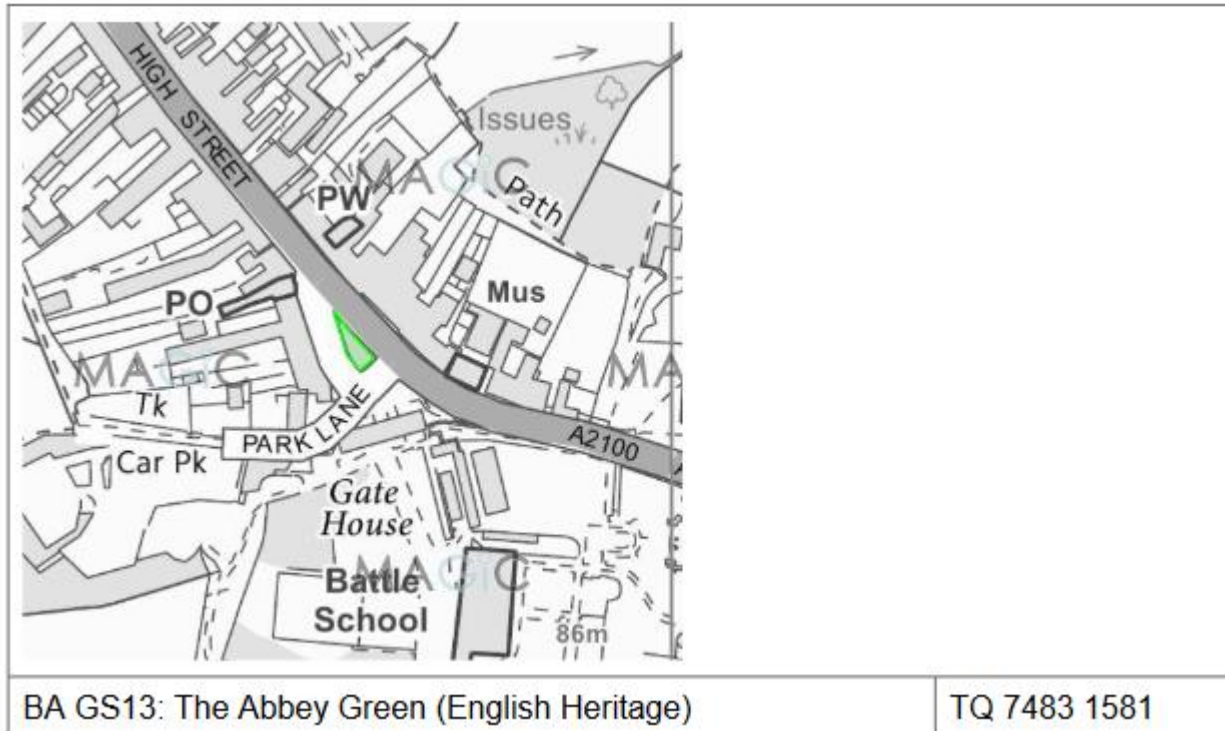 HIGH STREET
Issues
MAGiC
PW
Path
Mus
PO
MAGiC
MA
Tk
PARK LANE
A2100
A
Car Pk
Gate
House
MAGiC
Battle
School
86m
BA GS13: The Abbey Green (English Heritage)
TQ 7483 1581